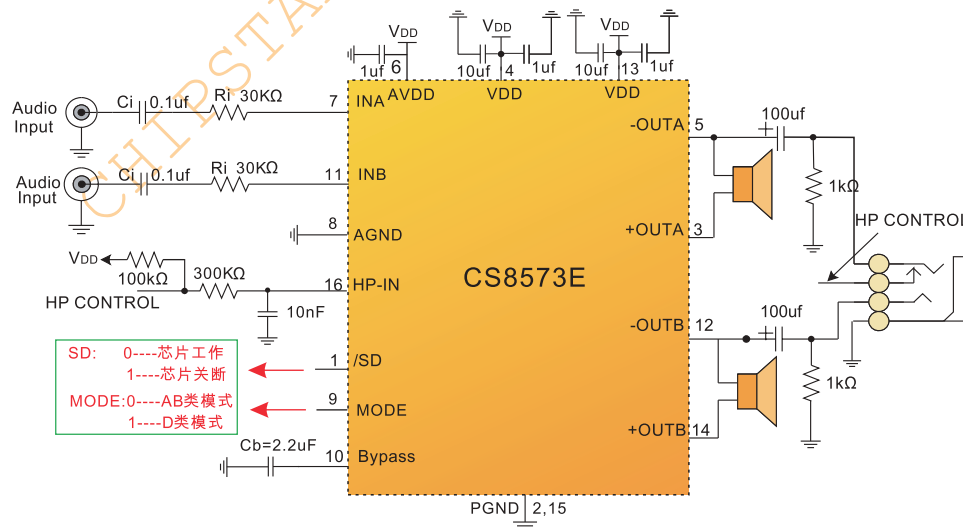 CHIPSTA
VDD
1uf
6
VDD
10uf
4
1uf
VDD
10uf
13
1uf
AVDD
VDD
VDD
Audio
Input
Ci
0.1uf
Ri 30KΩ
7
INA
Audio
Input
Ci
0.1uf
Ri 30KΩ
11
INB
8
AGND
VDD
100kΩ
300KΩ
HP CONTROL
16
HP-IN
10nF
SD: 0----芯片工作
1----芯片关断
MODE:0----AB类模式
1----D类模式
1
/SD
9
MODE
Cb=2.2uF
10
Bypass
CS8573E
-OUTA
5
+
100uf
1kΩ
+OUTA
3
HP CONTROL
-OUTB
12
+
100uf
1kΩ
+OUTB
14
PGND
2,15